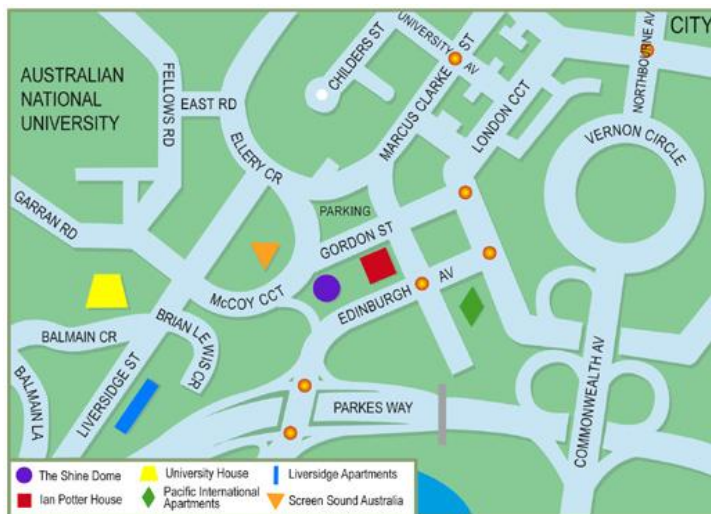 CITY
AUSTRALIAN
NATIONAL
UNIVERSITY
FELLOWS RD
EAST RD
ELLERY CR
CHILDERS ST
UNIVERSITY
AV
MARCUS CLARKE ST
LONDON CCT
NORTHBOURNE AV
VERNON CIRCLE
GARRAN RD
PARKING
GORDON ST
McCOY CCT
EDINBURGH AV
BALMAIN CR
BRIAN LEWIS CR
BALMAIN LA
LIVERSIDGE ST
PARKES WAY
COMMONWEALTH AV
The Shine Dome
University House
Liversidge Apartments
Ian Potter House
Pacific International
Apartments
Screen Sound Australia